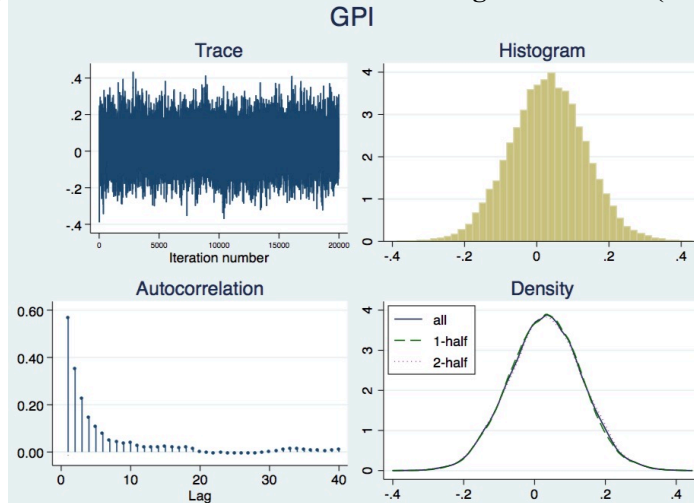 GPI
Trace
.4
.2
0
-.2
-.4
0 5000 10000 15000 20000
Iteration number
Histogram
4
3
2
1
0
-.4 -.2 0 .2 .4
Autocorrelation
0.60
0.40
0.20
0.00
0 10 20 30 40
Lag
Density
all
1-half
2-half
4
3
2
1
0
-.4 -.2 0 .2 .4